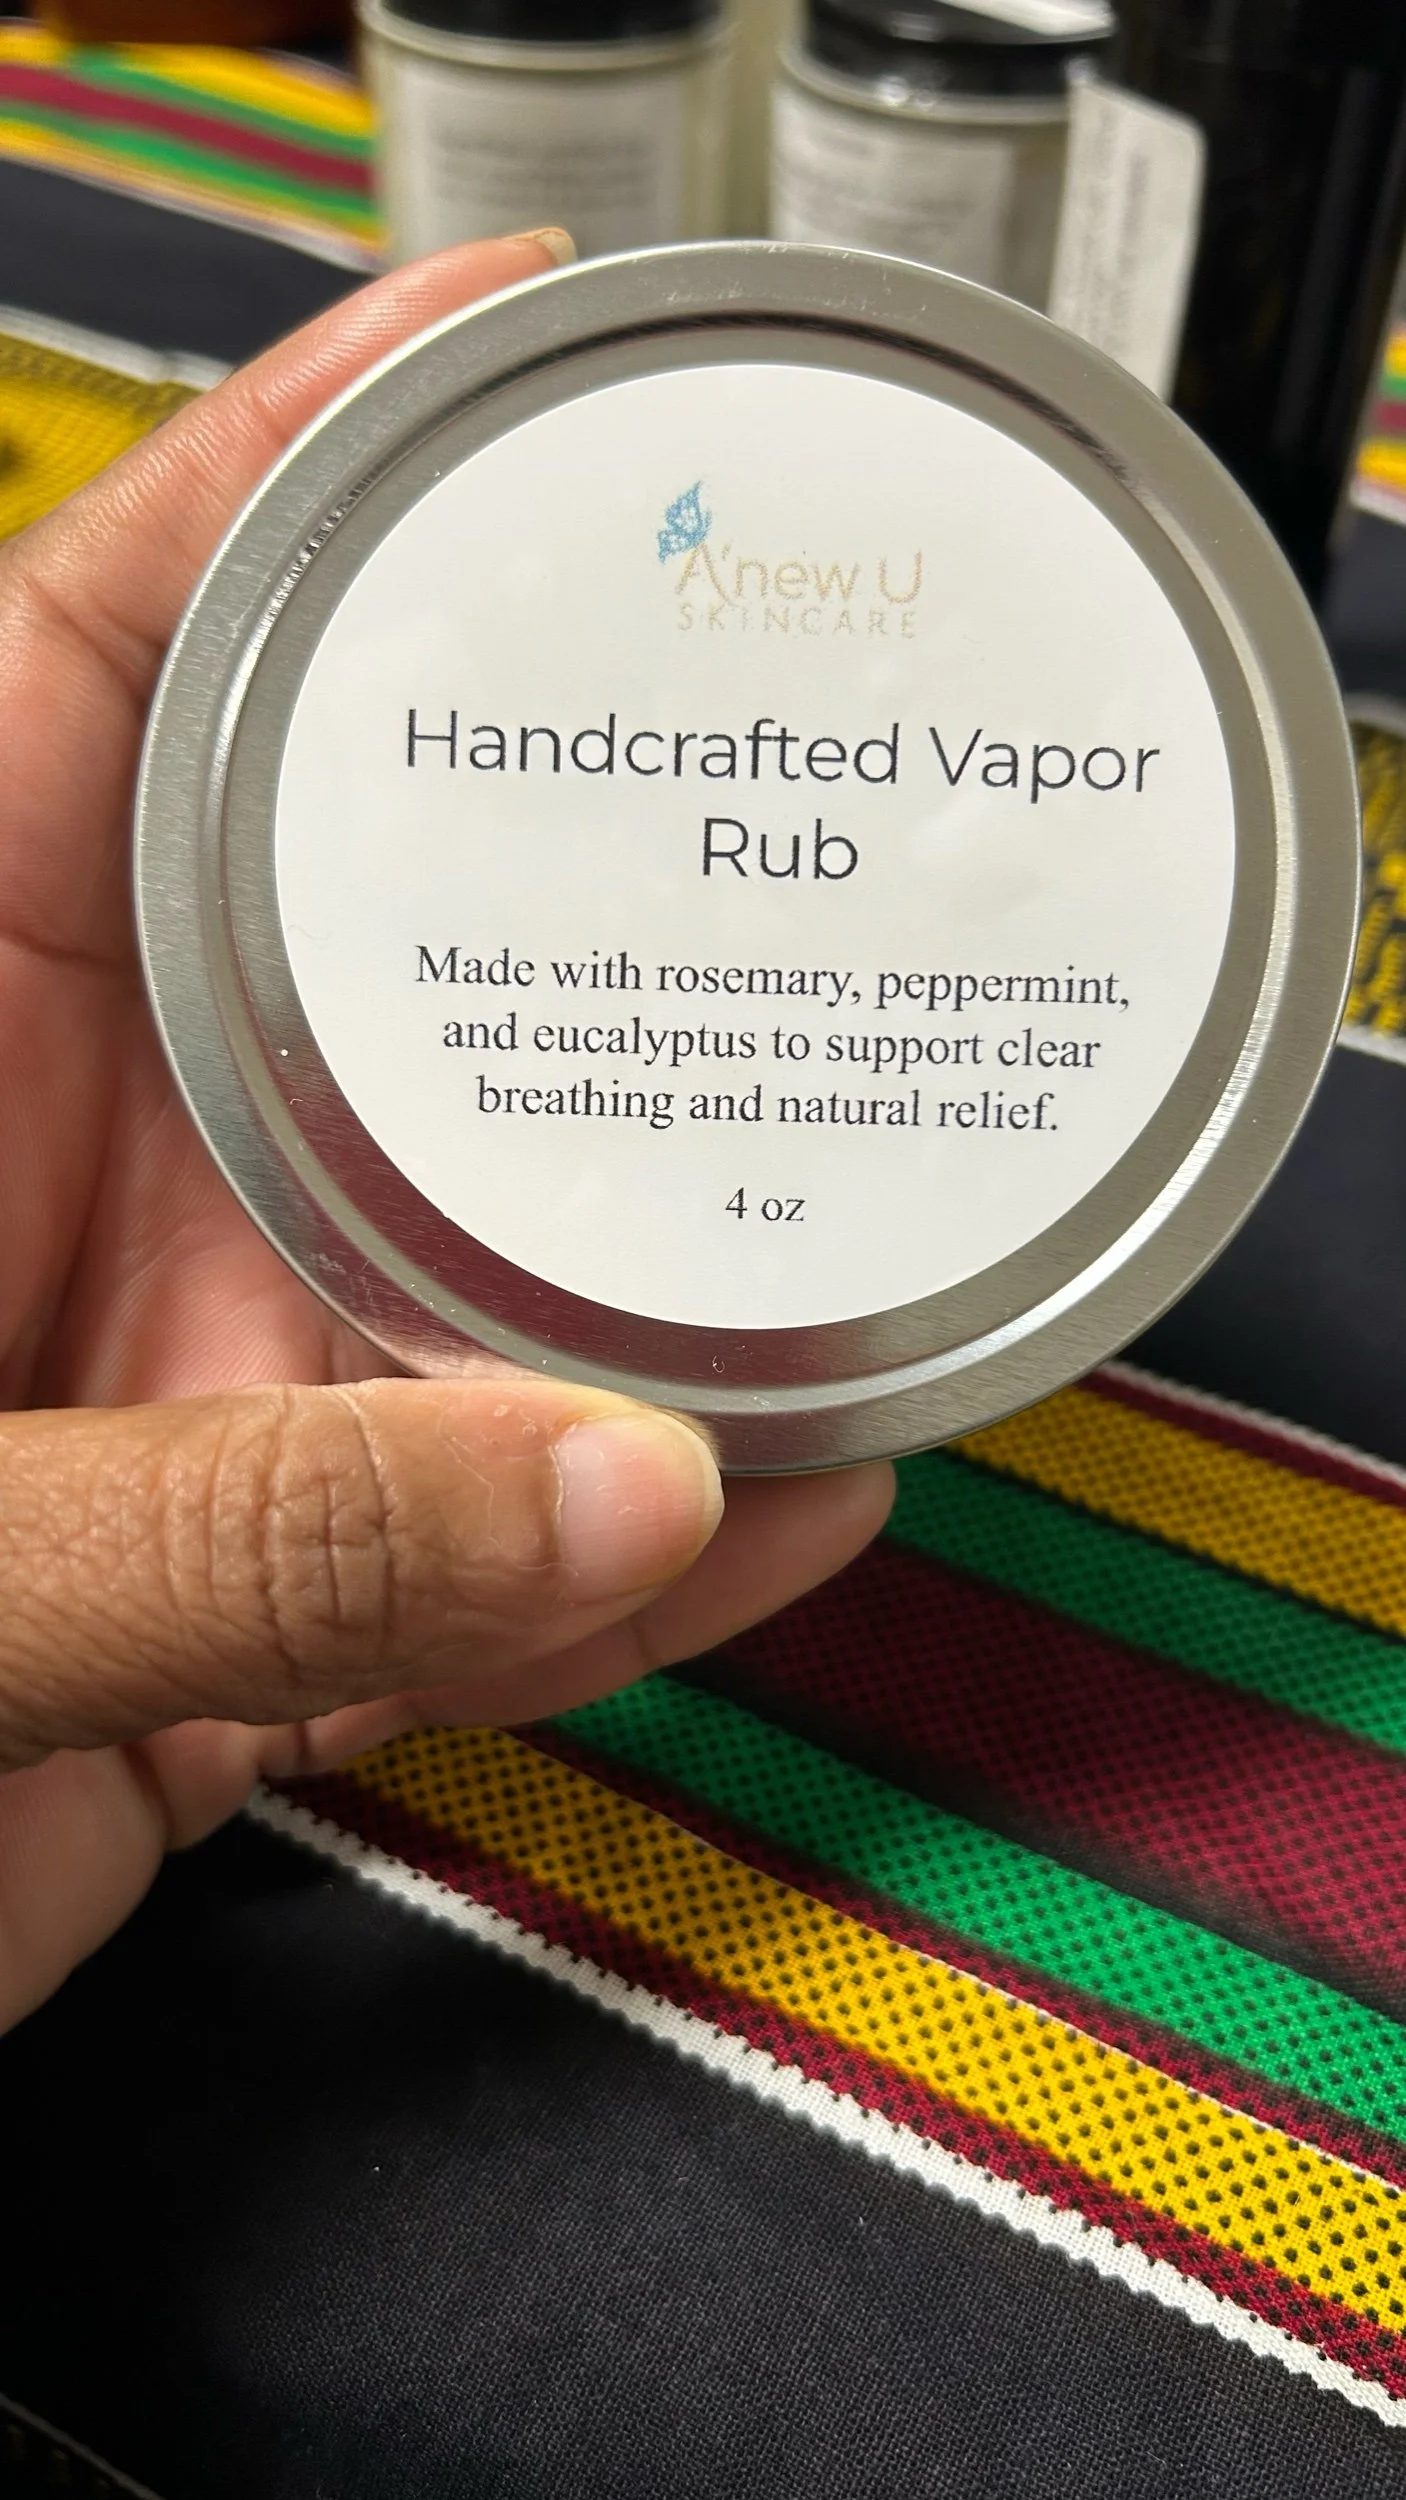 A'new U
SKINCARE
Handcrafted Vapor
Rub
Made with rosemary, peppermint,
and eucalyptus to support clear
breathing and natural relief.
4 oz